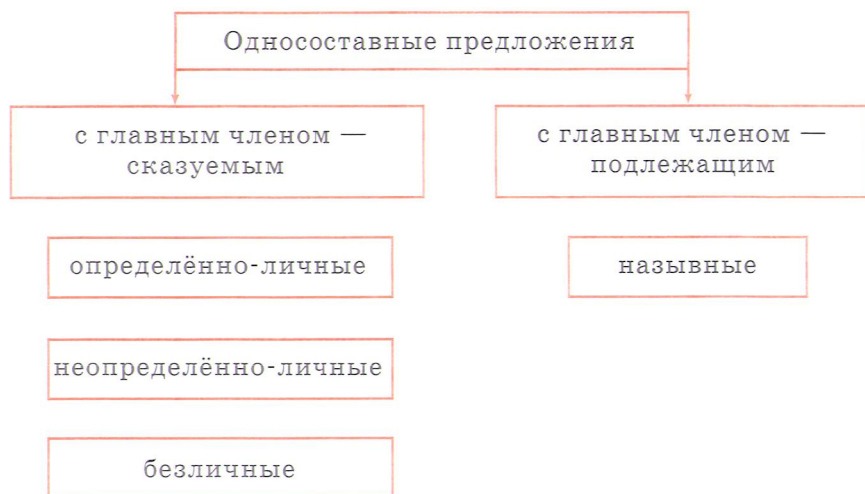 Односоставные предложения
с главным членом —
сказуемым
с главным членом —
подлежащим
определённо-личные
назывные
неопределённо-личные
безличные